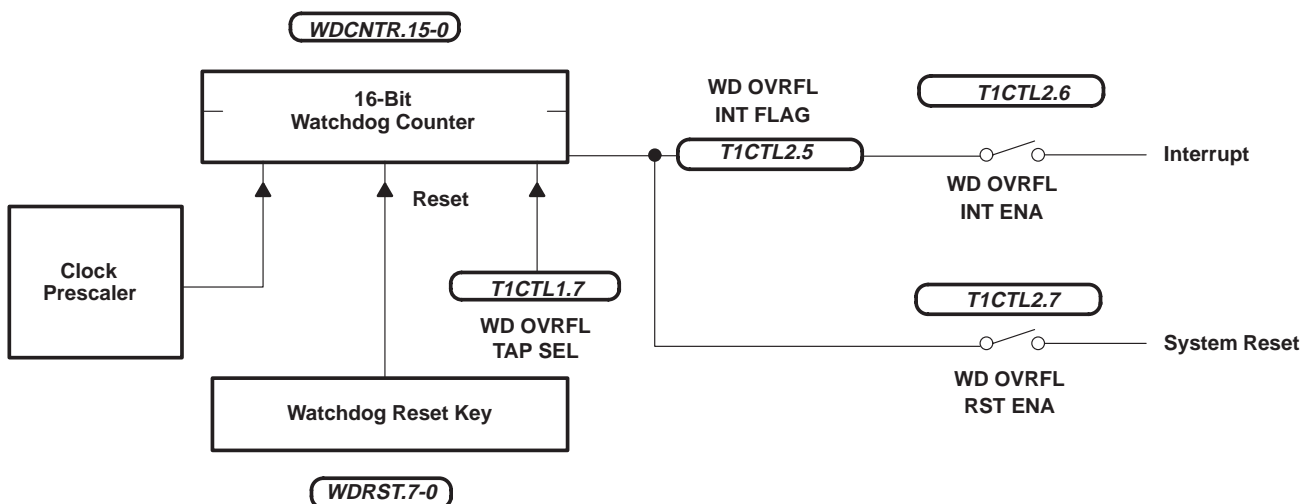 WDCNTR.15-0
16-Bit
Watchdog Counter
WD OVRFL
INT FLAG
T1CTL2.6
T1CTL2.5
Interrupt
WD OVRFL
INT ENA
Reset
Clock
Prescaler
T1CTL1.7
WD OVRFL
TAP SEL
T1CTL2.7
System Reset
WD OVRFL
RST ENA
Watchdog Reset Key
WDRST.7-0